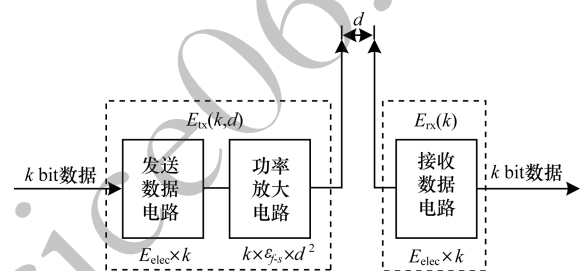 d
E_tx(k,d)
E_rx(k)
k bit数据
发送
数据
电路
功率
放大
电路
接收
数据
电路
k bit数据
E_elec×k
k×ε_f-s×d^2
E_elec×k